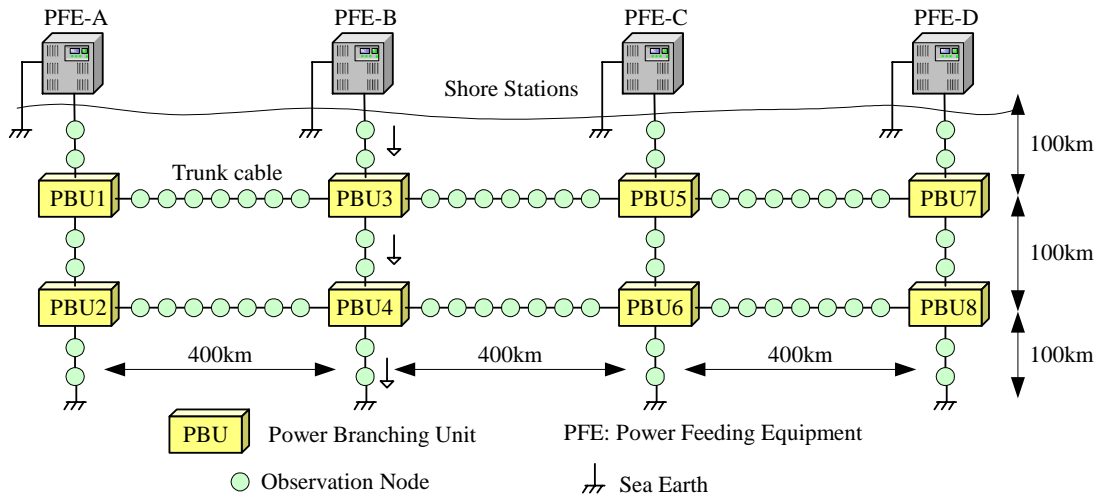 PFE-A PFE-B PFE-C PFE-D
Shore Stations
100km
Trunk cable
PBU1 PBU3 PBU5 PBU7
100km
PBU2 PBU4 PBU6 PBU8
400km 400km 400km
100km
PBU Power Branching Unit PFE: Power Feeding Equipment
Observation Node Sea Earth